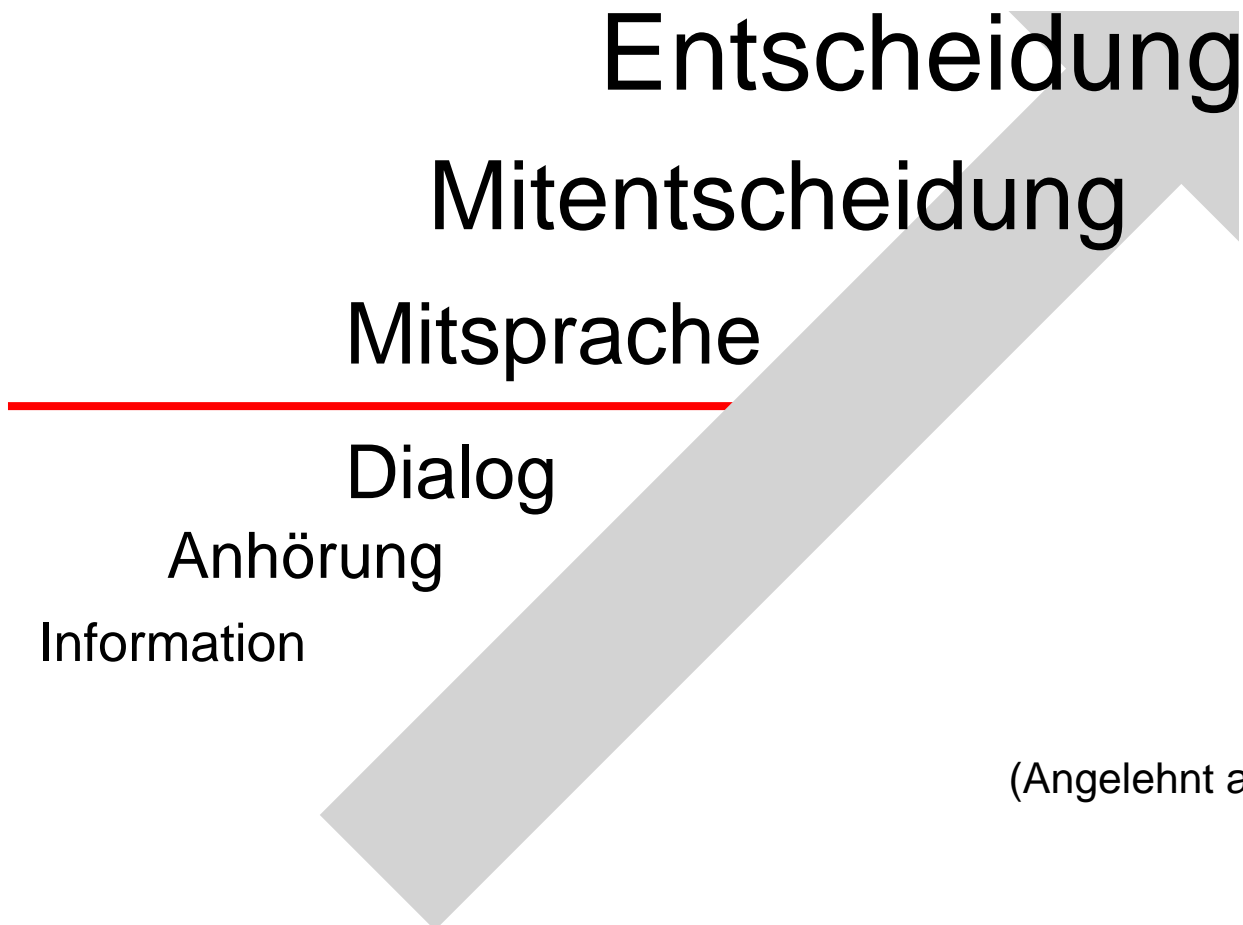 Entscheidung
Mitentscheidung
Mitsprache
Dialog
Anhörung
Information
(Angelehnt